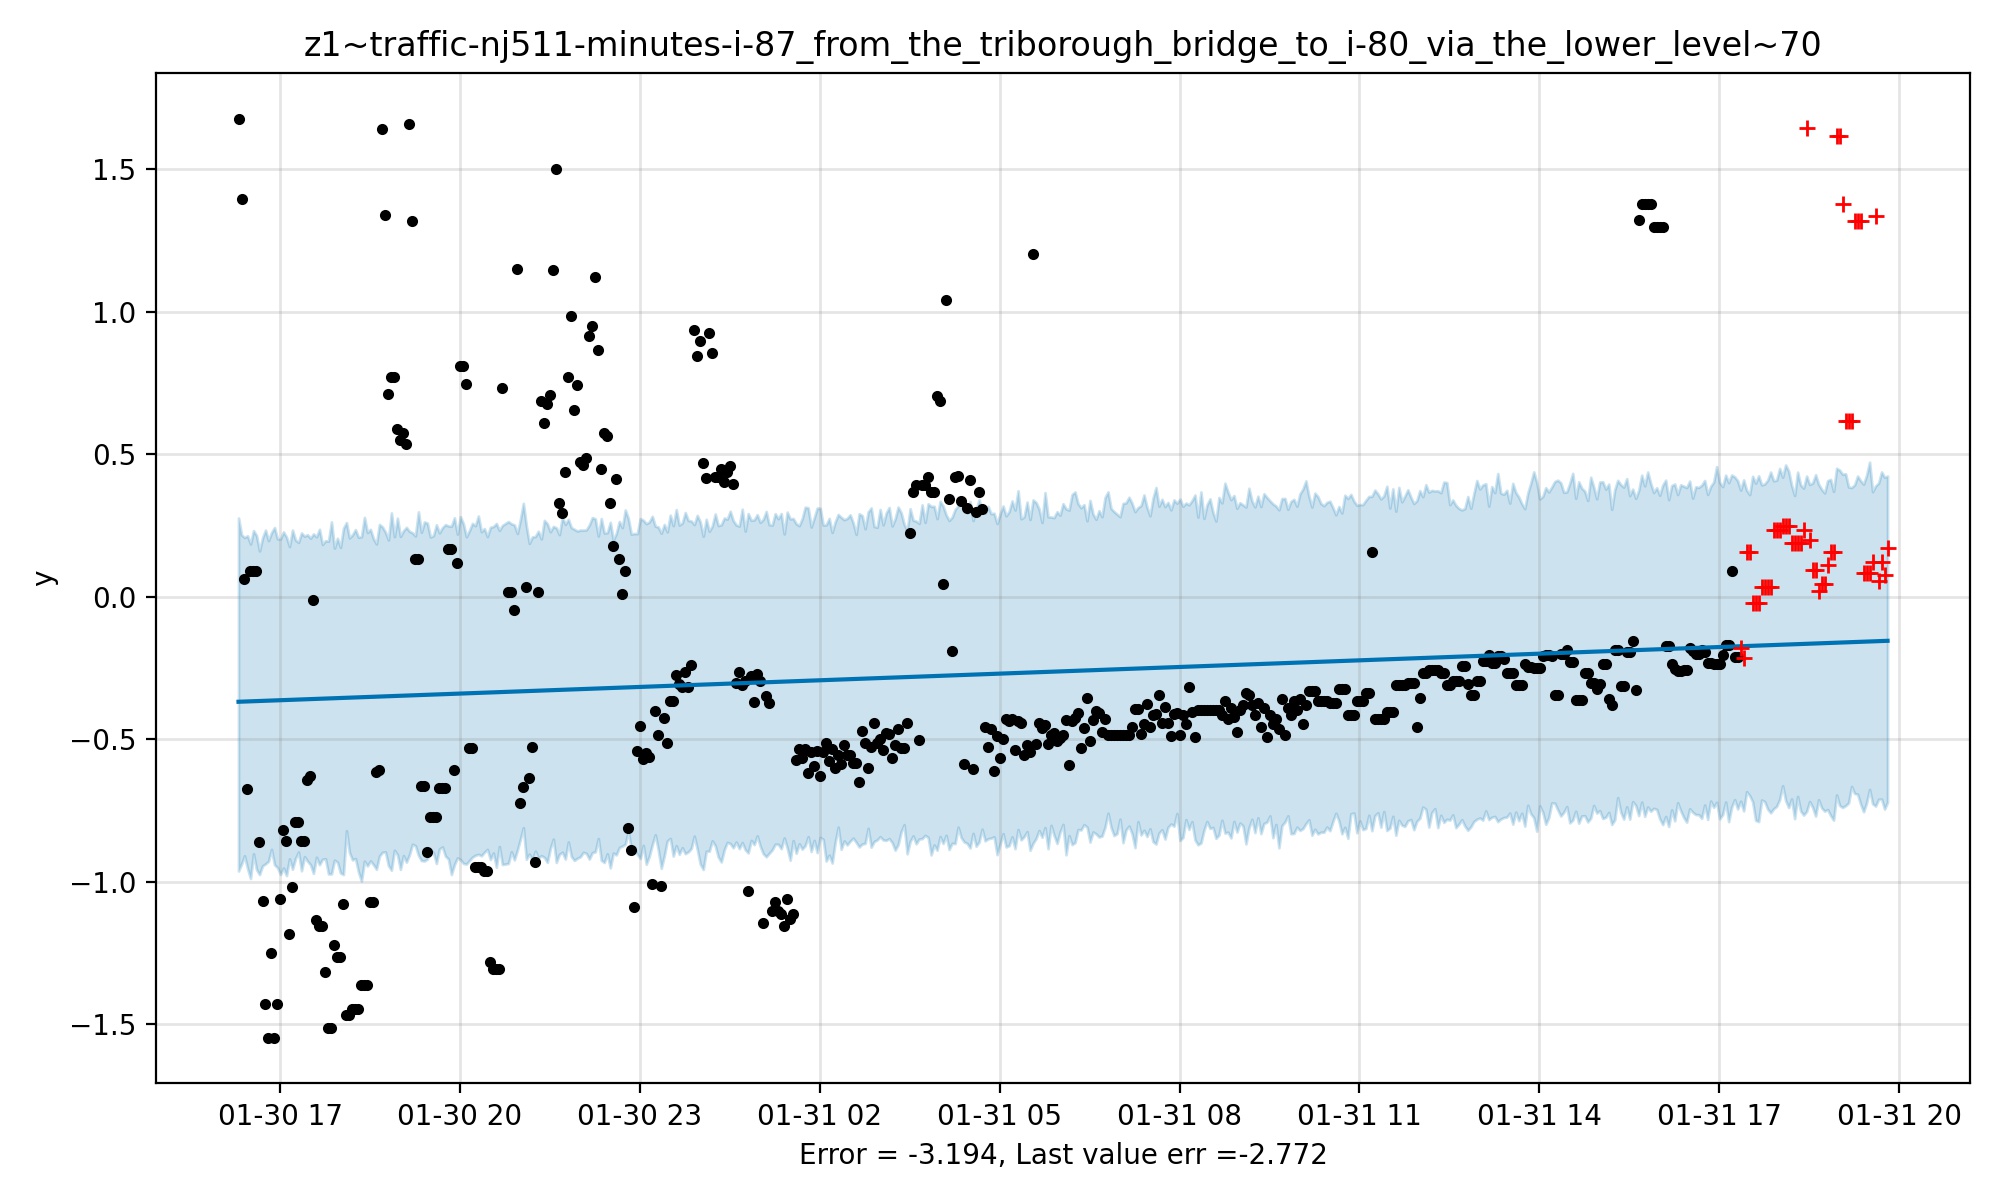 z1~traffic-nj511-minutes-i-87_from_the_triborough_bridge_to_i-80_via_the_lower_level~70
1.5
1.0
0.5
0.0
−0.5
−1.0
−1.5
y
01-30 17 01-30 20 01-30 23 01-31 02 01-31 05 01-31 08 01-31 11 01-31 14 01-31 17 01-31 20
Error = -3.194, Last value err =-2.772